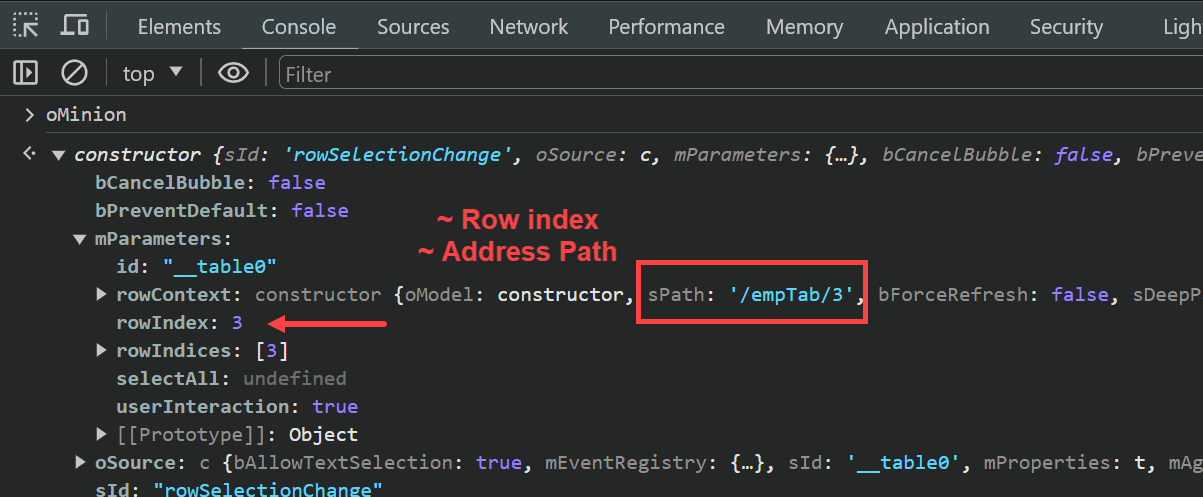 Elements Console Sources Network Performance Memory Application Security Ligh
top Filter
oMinion
constructor {sId: 'rowSelectionChange', oSource: c, mParameters: {…}, bCancelBubble: false, bPreve
bCancelBubble: false
bPreventDefault: false
~ Row index
mParameters:
~ Address Path
id: "__table0"
rowContext: constructor {oModel: constructor, sPath: '/empTab/3', bForceRefresh: false, sDeepP
rowIndex: 3
rowIndices: [3]
selectAll: undefined
userInteraction: true
[[Prototype]]: Object
oSource: c {bAllowTextSelection: true, mEventRegistry: {…}, sId: '__table0', mProperties: t, mAg
sId: "rowSelectionChange"